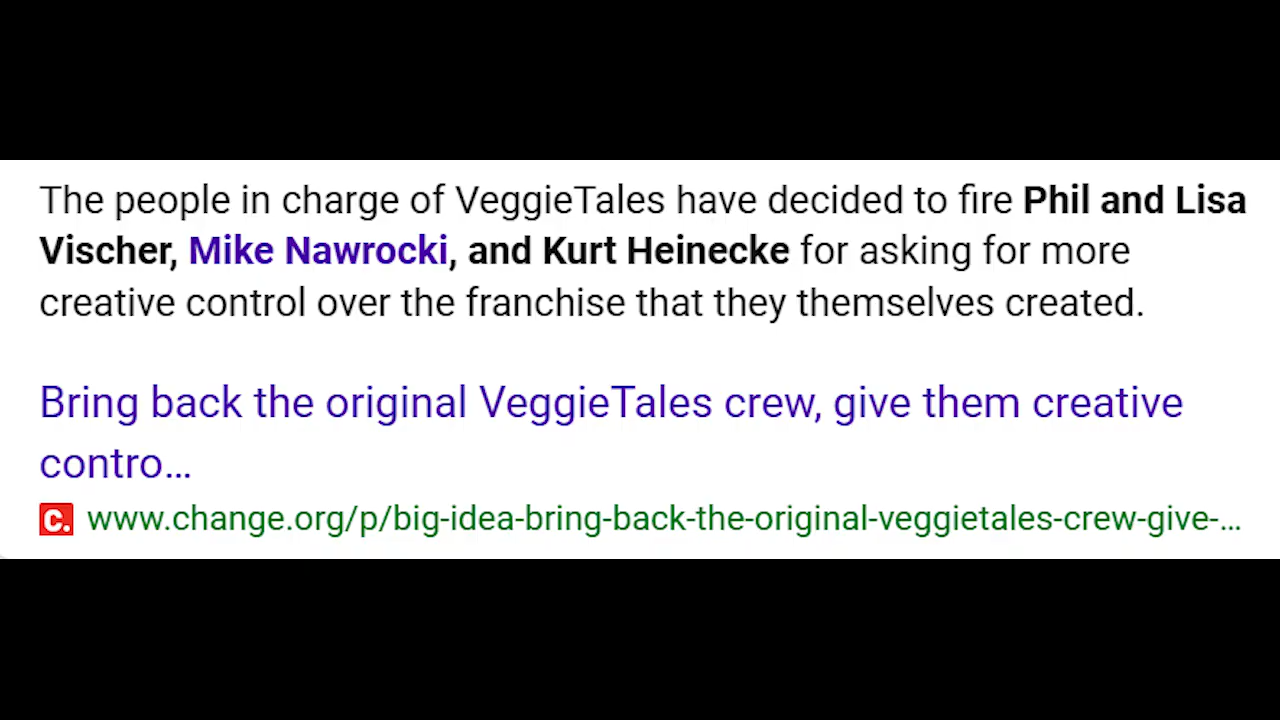 The people in charge of VeggieTales have decided to fire Phil and Lisa
Vischer, Mike Nawrocki, and Kurt Heinecke for asking for more
creative control over the franchise that they themselves created.
Bring back the original VeggieTales crew, give them creative
contro...
C. www.change.org/p/big-idea-bring-back-the-original-veggietales-crew-give-...